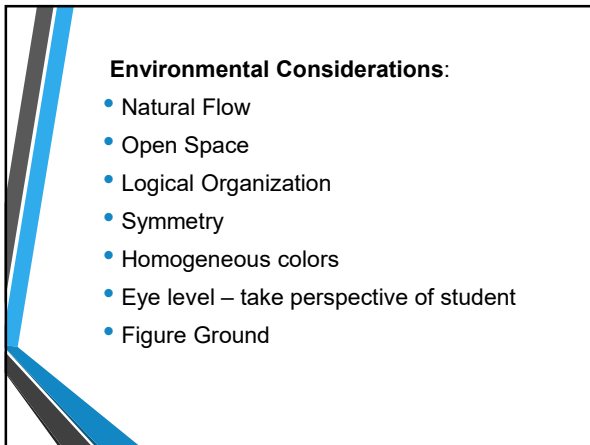 Environmental Considerations:
• Natural Flow
• Open Space
• Logical Organization
• Symmetry
• Homogeneous colors
• Eye level – take perspective of student
• Figure Ground